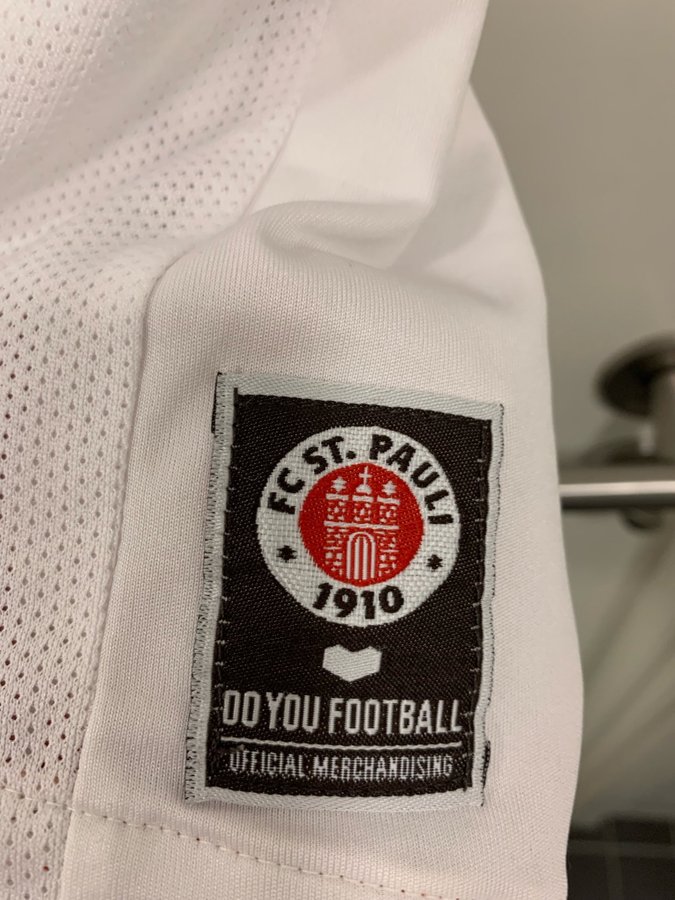 FC ST. PAULI
1910
DO YOU FOOTBALL
OFFICIAL MERCHANDISING